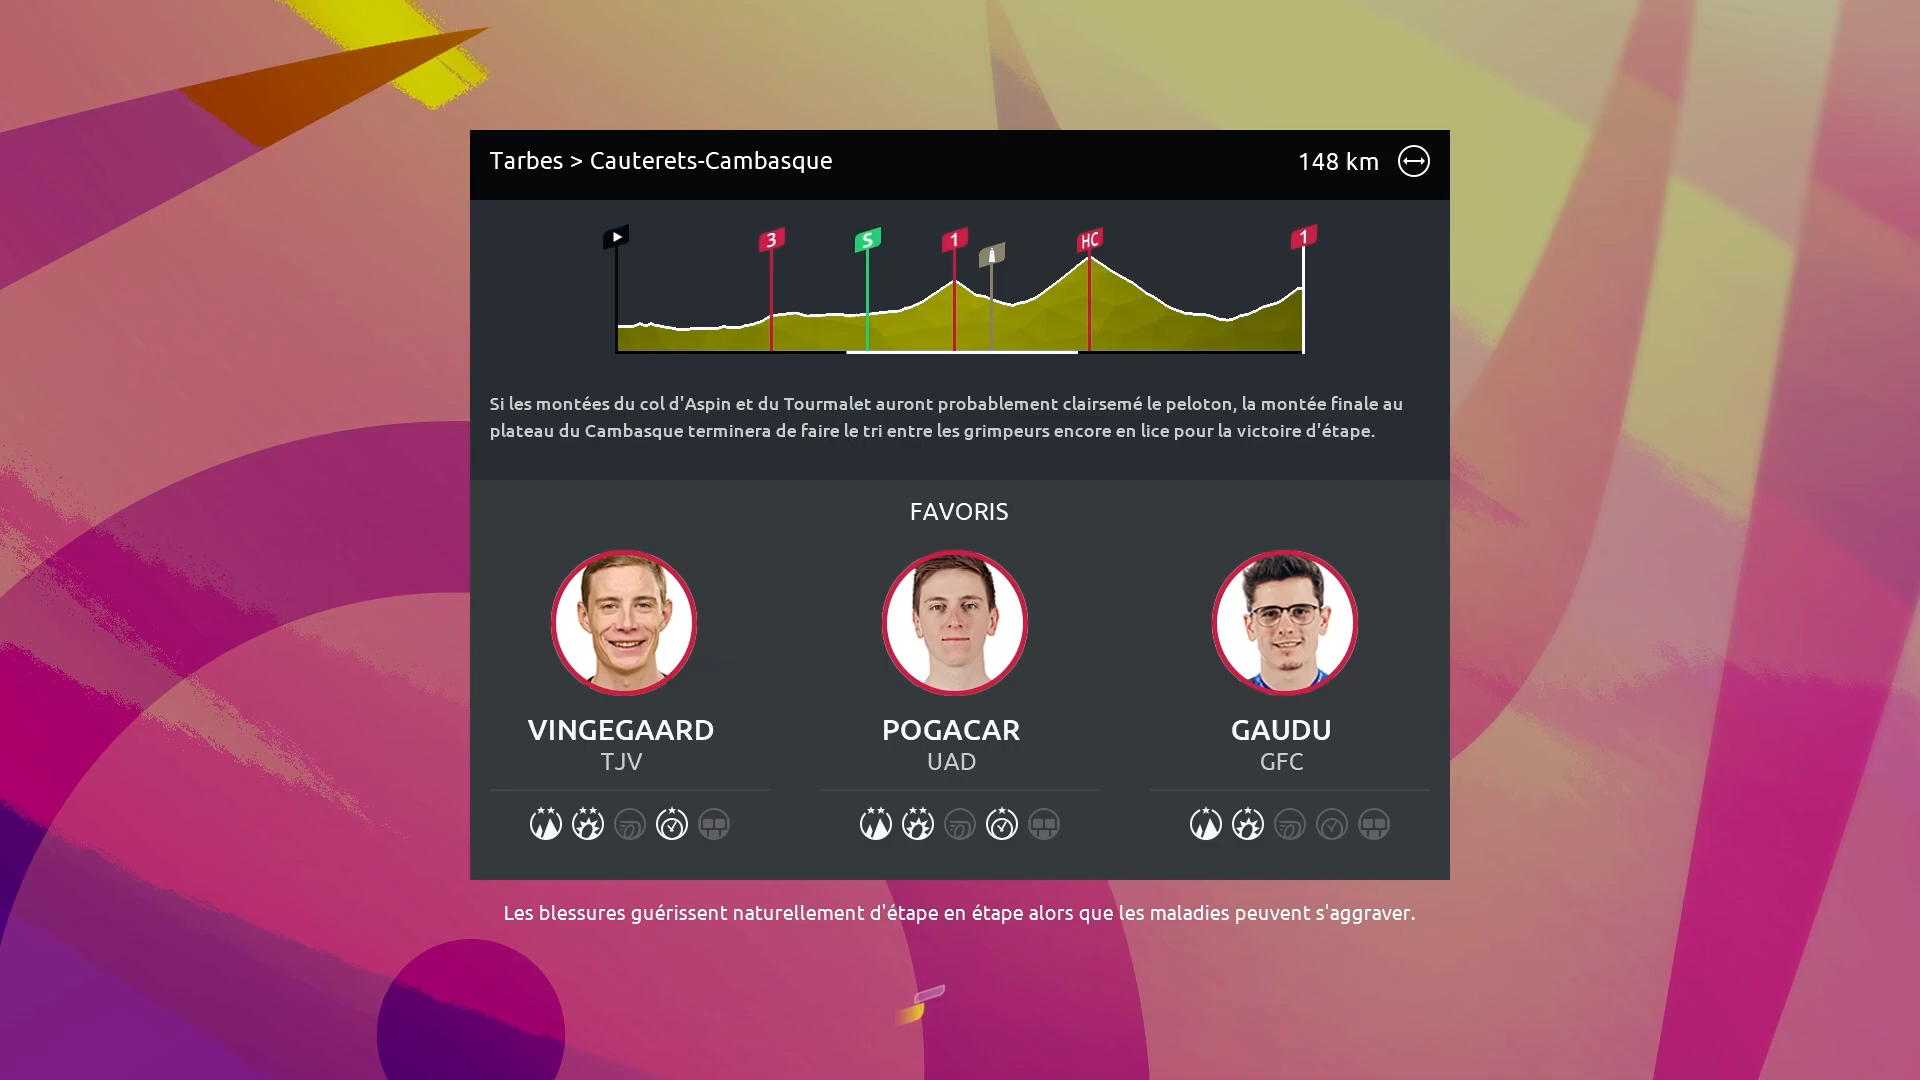 Tarbes > Cauterets-Cambasque
148 km
3
S
1
HC
1
Si les montées du col d'Aspin et du Tourmalet auront probablement clairsemé le peloton, la montée finale au
plateau du Cambasque terminera de faire le tri entre les grimpeurs encore en lice pour la victoire d'étape.
FAVORIS
VINGEGAARD
TJV
POGACAR
UAD
GAUDU
GFC
Les blessures guérissent naturellement d'étape en étape alors que les maladies peuvent s'aggraver.